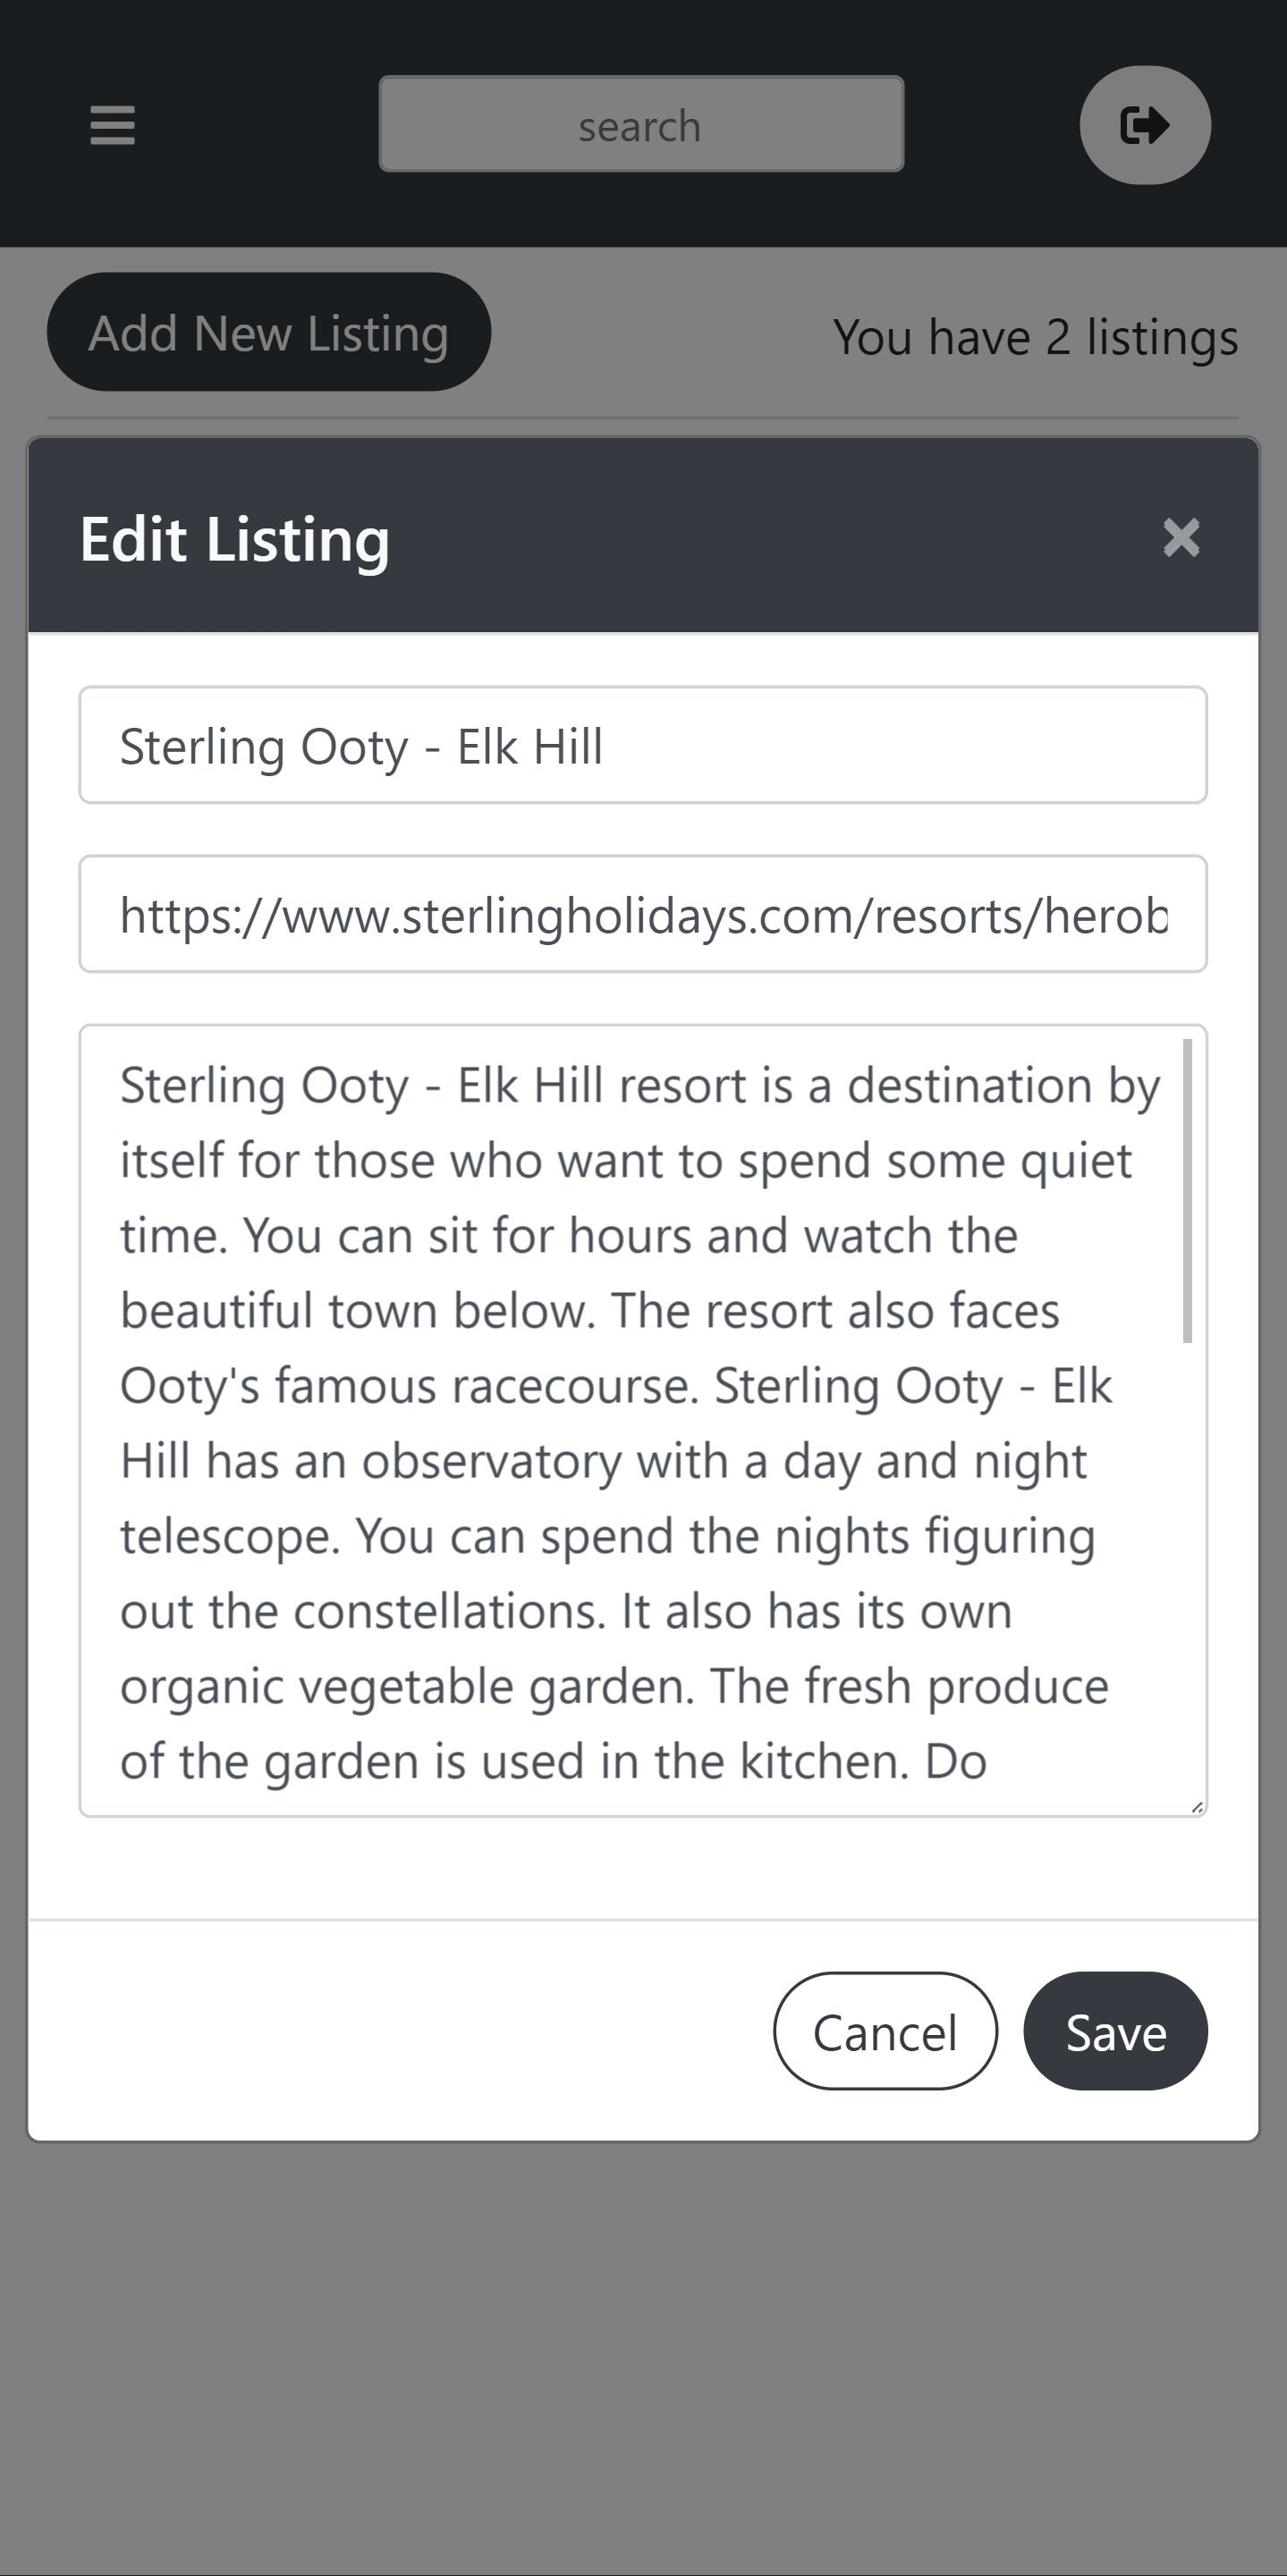 search
Add New Listing
You have 2 listings
Edit Listing
Sterling Ooty - Elk Hill
https://www.sterlingholidays.com/resorts/herob
Sterling Ooty - Elk Hill resort is a destination by
itself for those who want to spend some quiet
time. You can sit for hours and watch the
beautiful town below. The resort also faces
Ooty's famous racecourse. Sterling Ooty - Elk
Hill has an observatory with a day and night
telescope. You can spend the nights figuring
out the constellations. It also has its own
organic vegetable garden. The fresh produce
of the garden is used in the kitchen. Do
Cancel
Save